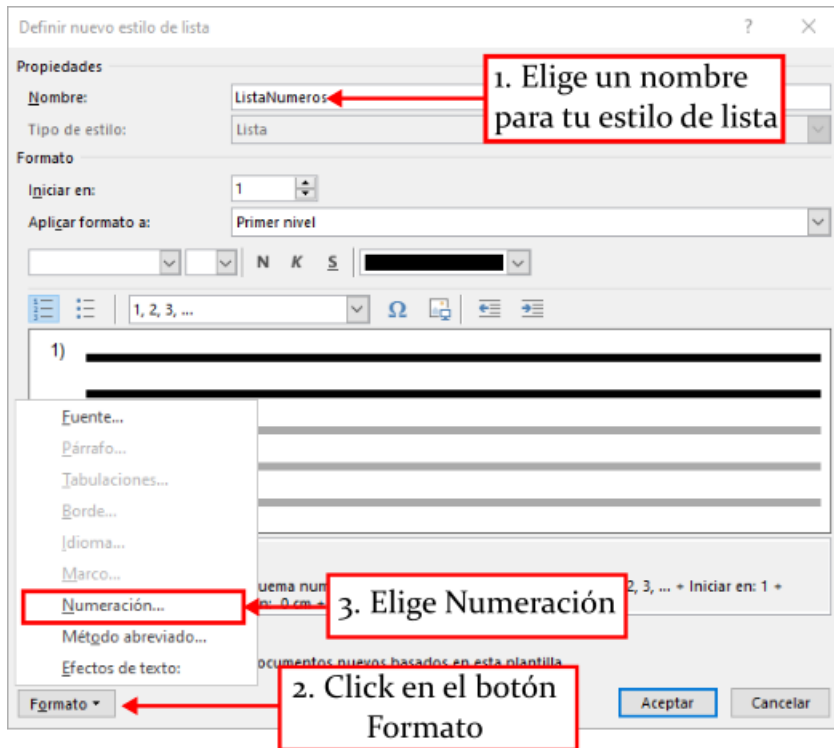 Definir nuevo estilo de lista ?
Propiedades
Nombre: ListaNumeros
1. Elige un nombre
para tu estilo de lista
Tipo de estilo: Lista
Formato
Iniciar en: 1
Aplicar formato a: Primer nivel
N K S
1, 2, 3, ... Ω
1)
Fuente...
Párrafo...
Tabulaciones...
Borde...
Idioma...
Marco...
Numeración...
Método abreviado...
Efectos de texto:
2, 3, ... + Iniciar en: 1 +
0 cm +
3. Elige Numeración
documentos nuevos basados en esta plantilla
2. Click en el botón
Formato
Formato Aceptar Cancelar